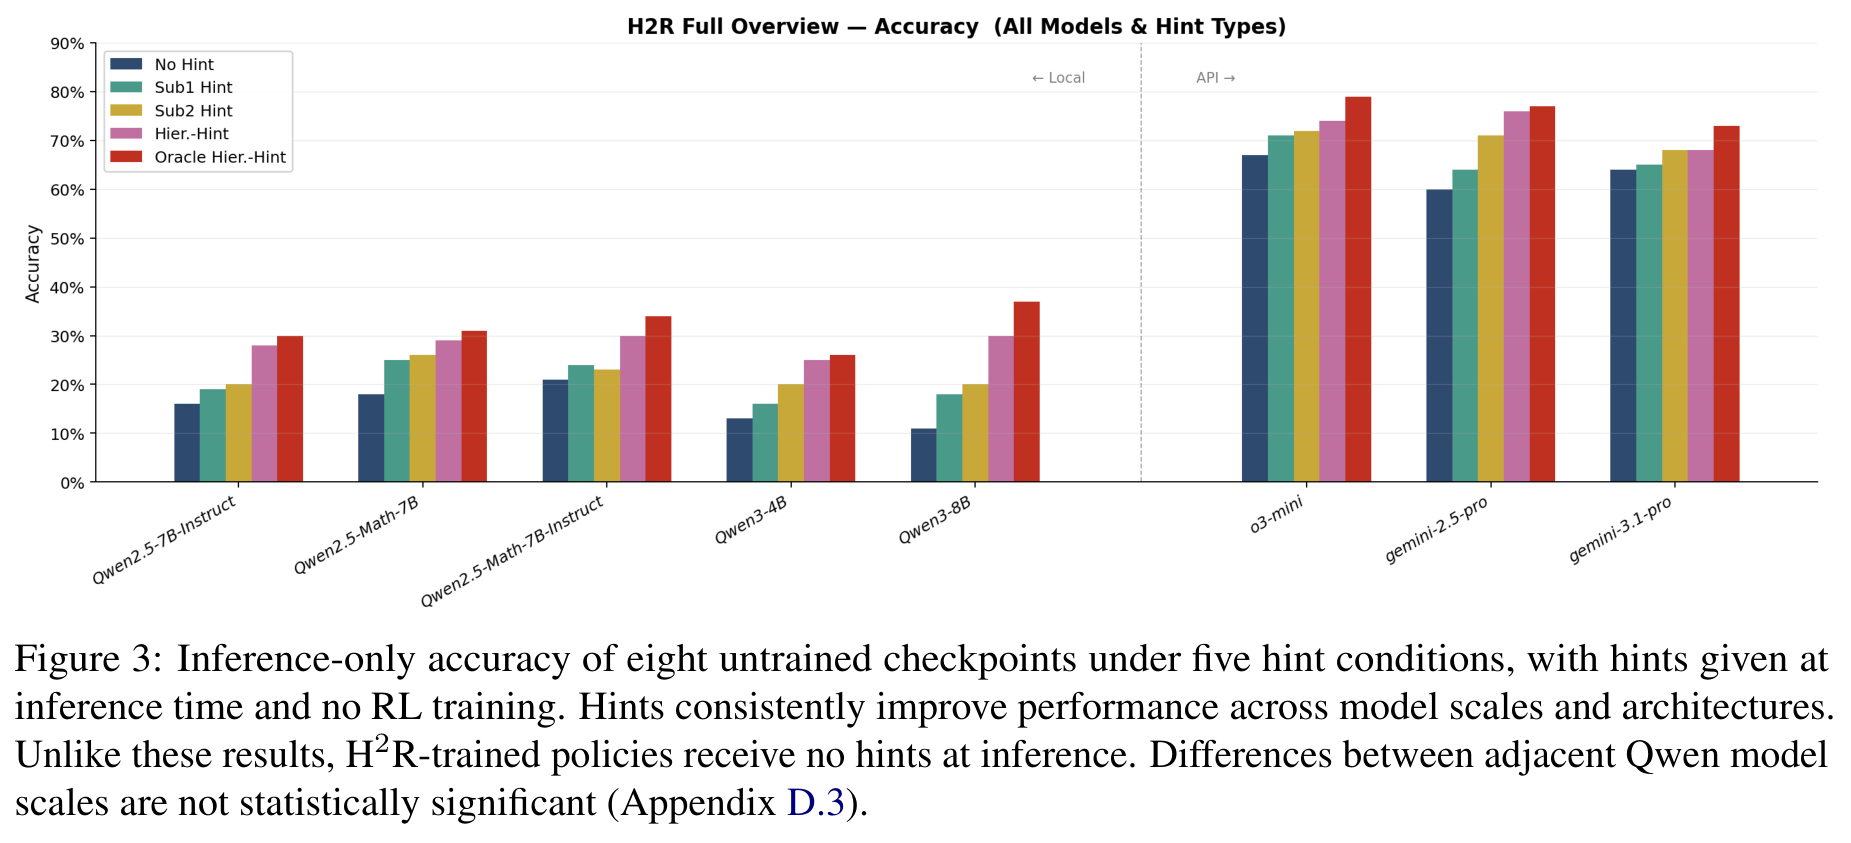 H2R Full Overview — Accuracy (All Models & Hint Types)
90%
80%
70%
60%
50%
40%
30%
20%
10%
0%
Accuracy
No Hint
Sub1 Hint
Sub2 Hint
Hier.-Hint
Oracle Hier.-Hint
← Local
API →
Qwen2.5-7B-Instruct
Qwen2.5-Math-7B
Qwen2.5-Math-7B-Instruct
Qwen3-4B
Qwen3-8B
o3-mini
gemini-2.5-pro
gemini-3.1-pro
Figure 3: Inference-only accuracy of eight untrained checkpoints under five hint conditions, with hints given at
inference time and no RL training. Hints consistently improve performance across model scales and architectures.
Unlike these results, H²R-trained policies receive no hints at inference. Differences between adjacent Qwen model
scales are not statistically significant (Appendix D.3).